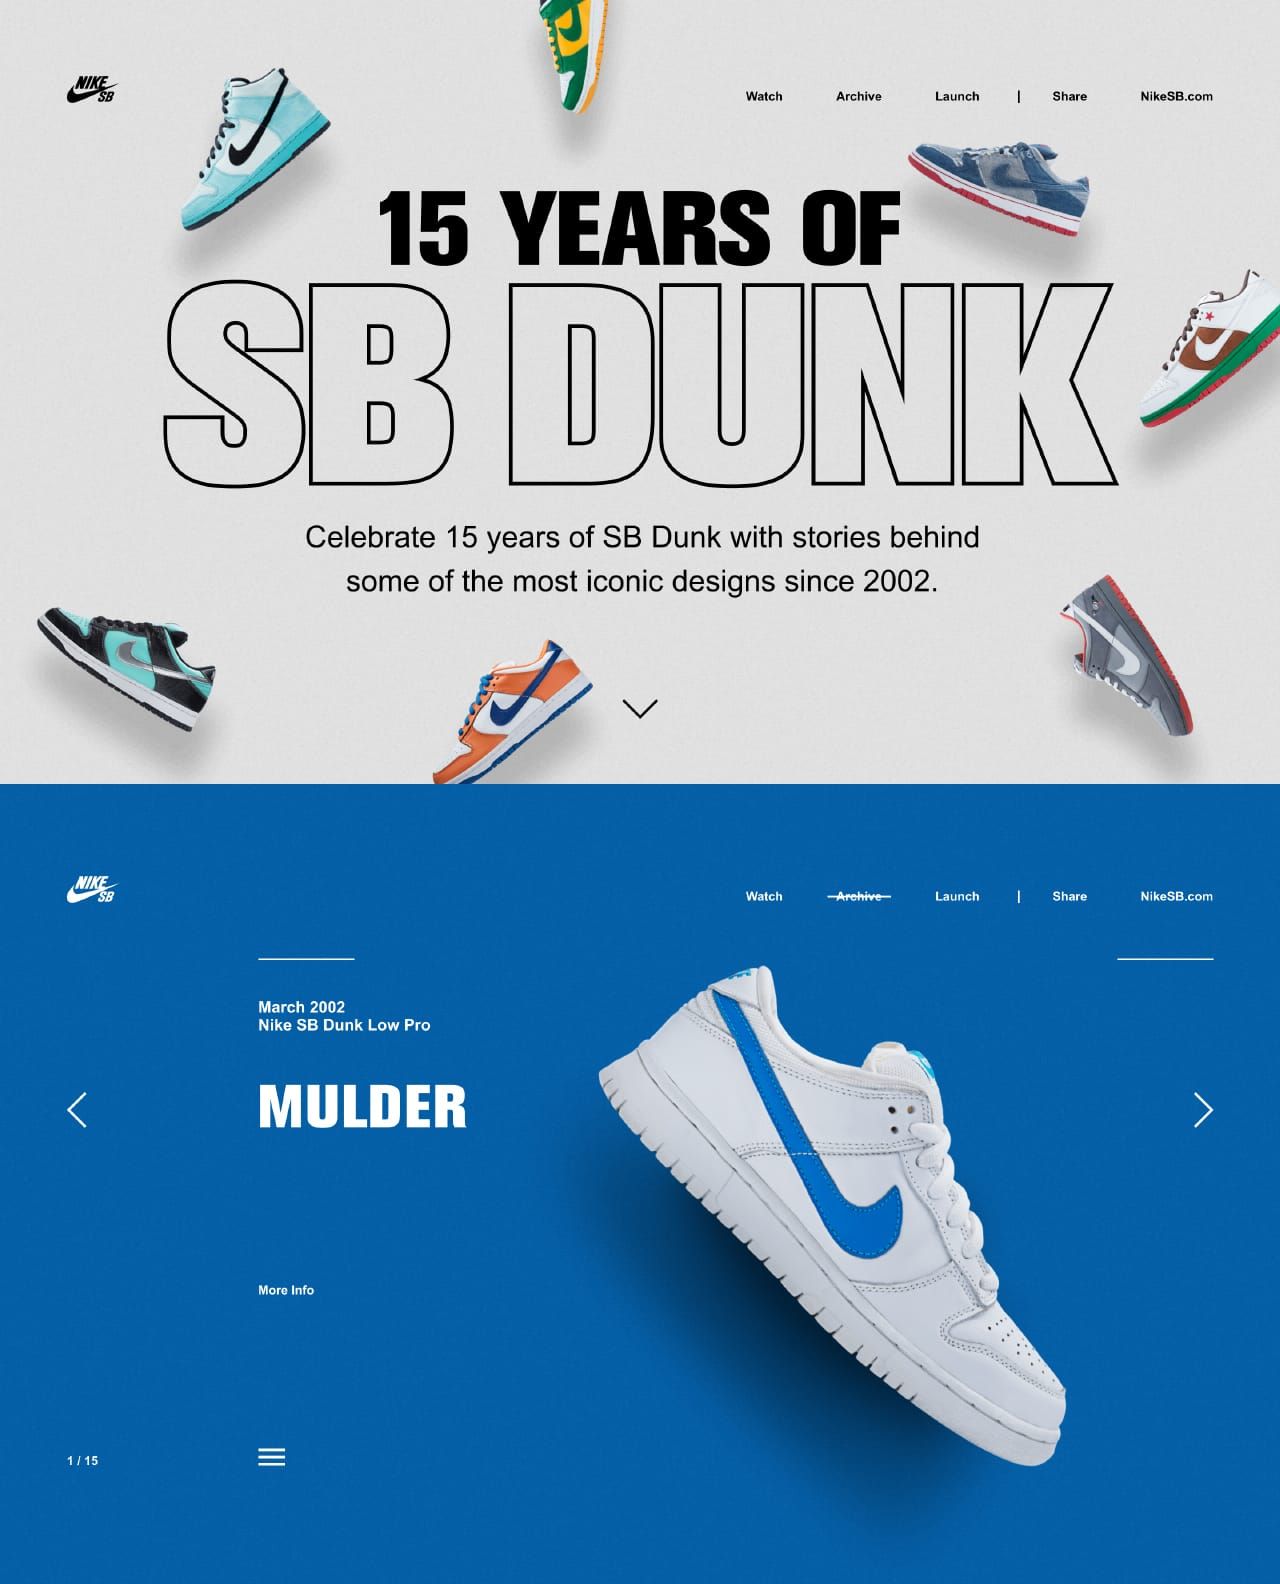 NIKE
SB
Watch
Archive
Launch
|
Share
NikeSB.com
15 YEARS OF
SB DUNK
Celebrate 15 years of SB Dunk with stories behind
some of the most iconic designs since 2002.
NIKE
SB
Watch
Archive
Launch
|
Share
NikeSB.com
March 2002
Nike SB Dunk Low Pro
MULDER
More Info
1 / 15